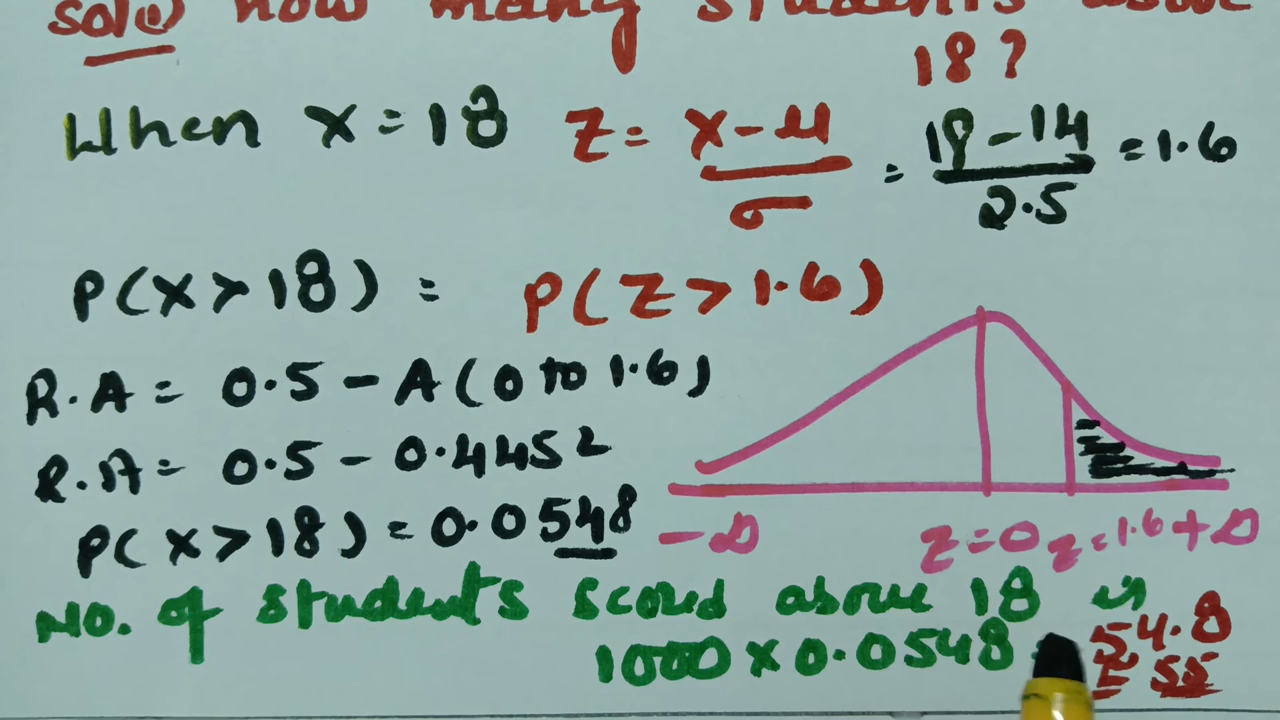 sol① how many students above
18?
When x = 18 z = x - μ / σ = 18 - 14 / 2.5 = 1.6
P(x > 18) = P(z > 1.6)
R.A = 0.5 - A(0 to 1.6)
R.A = 0.5 - 0.4452
P(x > 18) = 0.0548
-∞ z=0 z=1.6 +∞
No. of students scored above 18 is
1000 x 0.0548 = 54.8
= 55